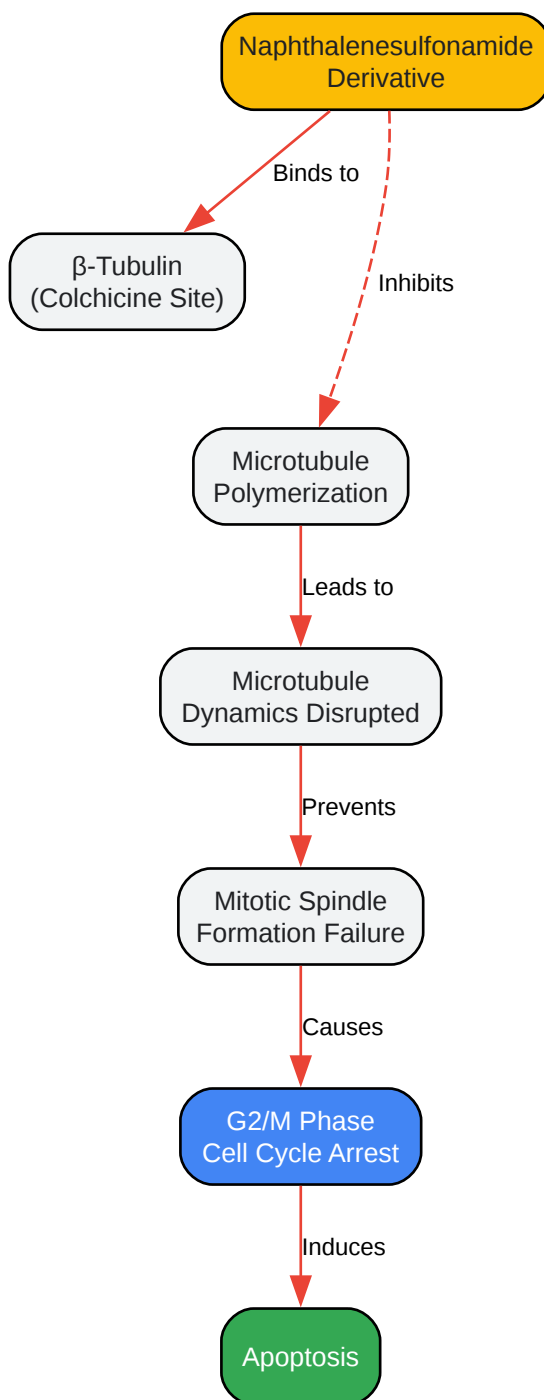 Naphthalenesulfonamide
Derivative
Binds to
β-Tubulin
(Colchicine Site)
Inhibits
Microtubule
Polymerization
Leads to
Microtubule
Dynamics Disrupted
Prevents
Mitotic Spindle
Formation Failure
Causes
G2/M Phase
Cell Cycle Arrest
Induces
Apoptosis